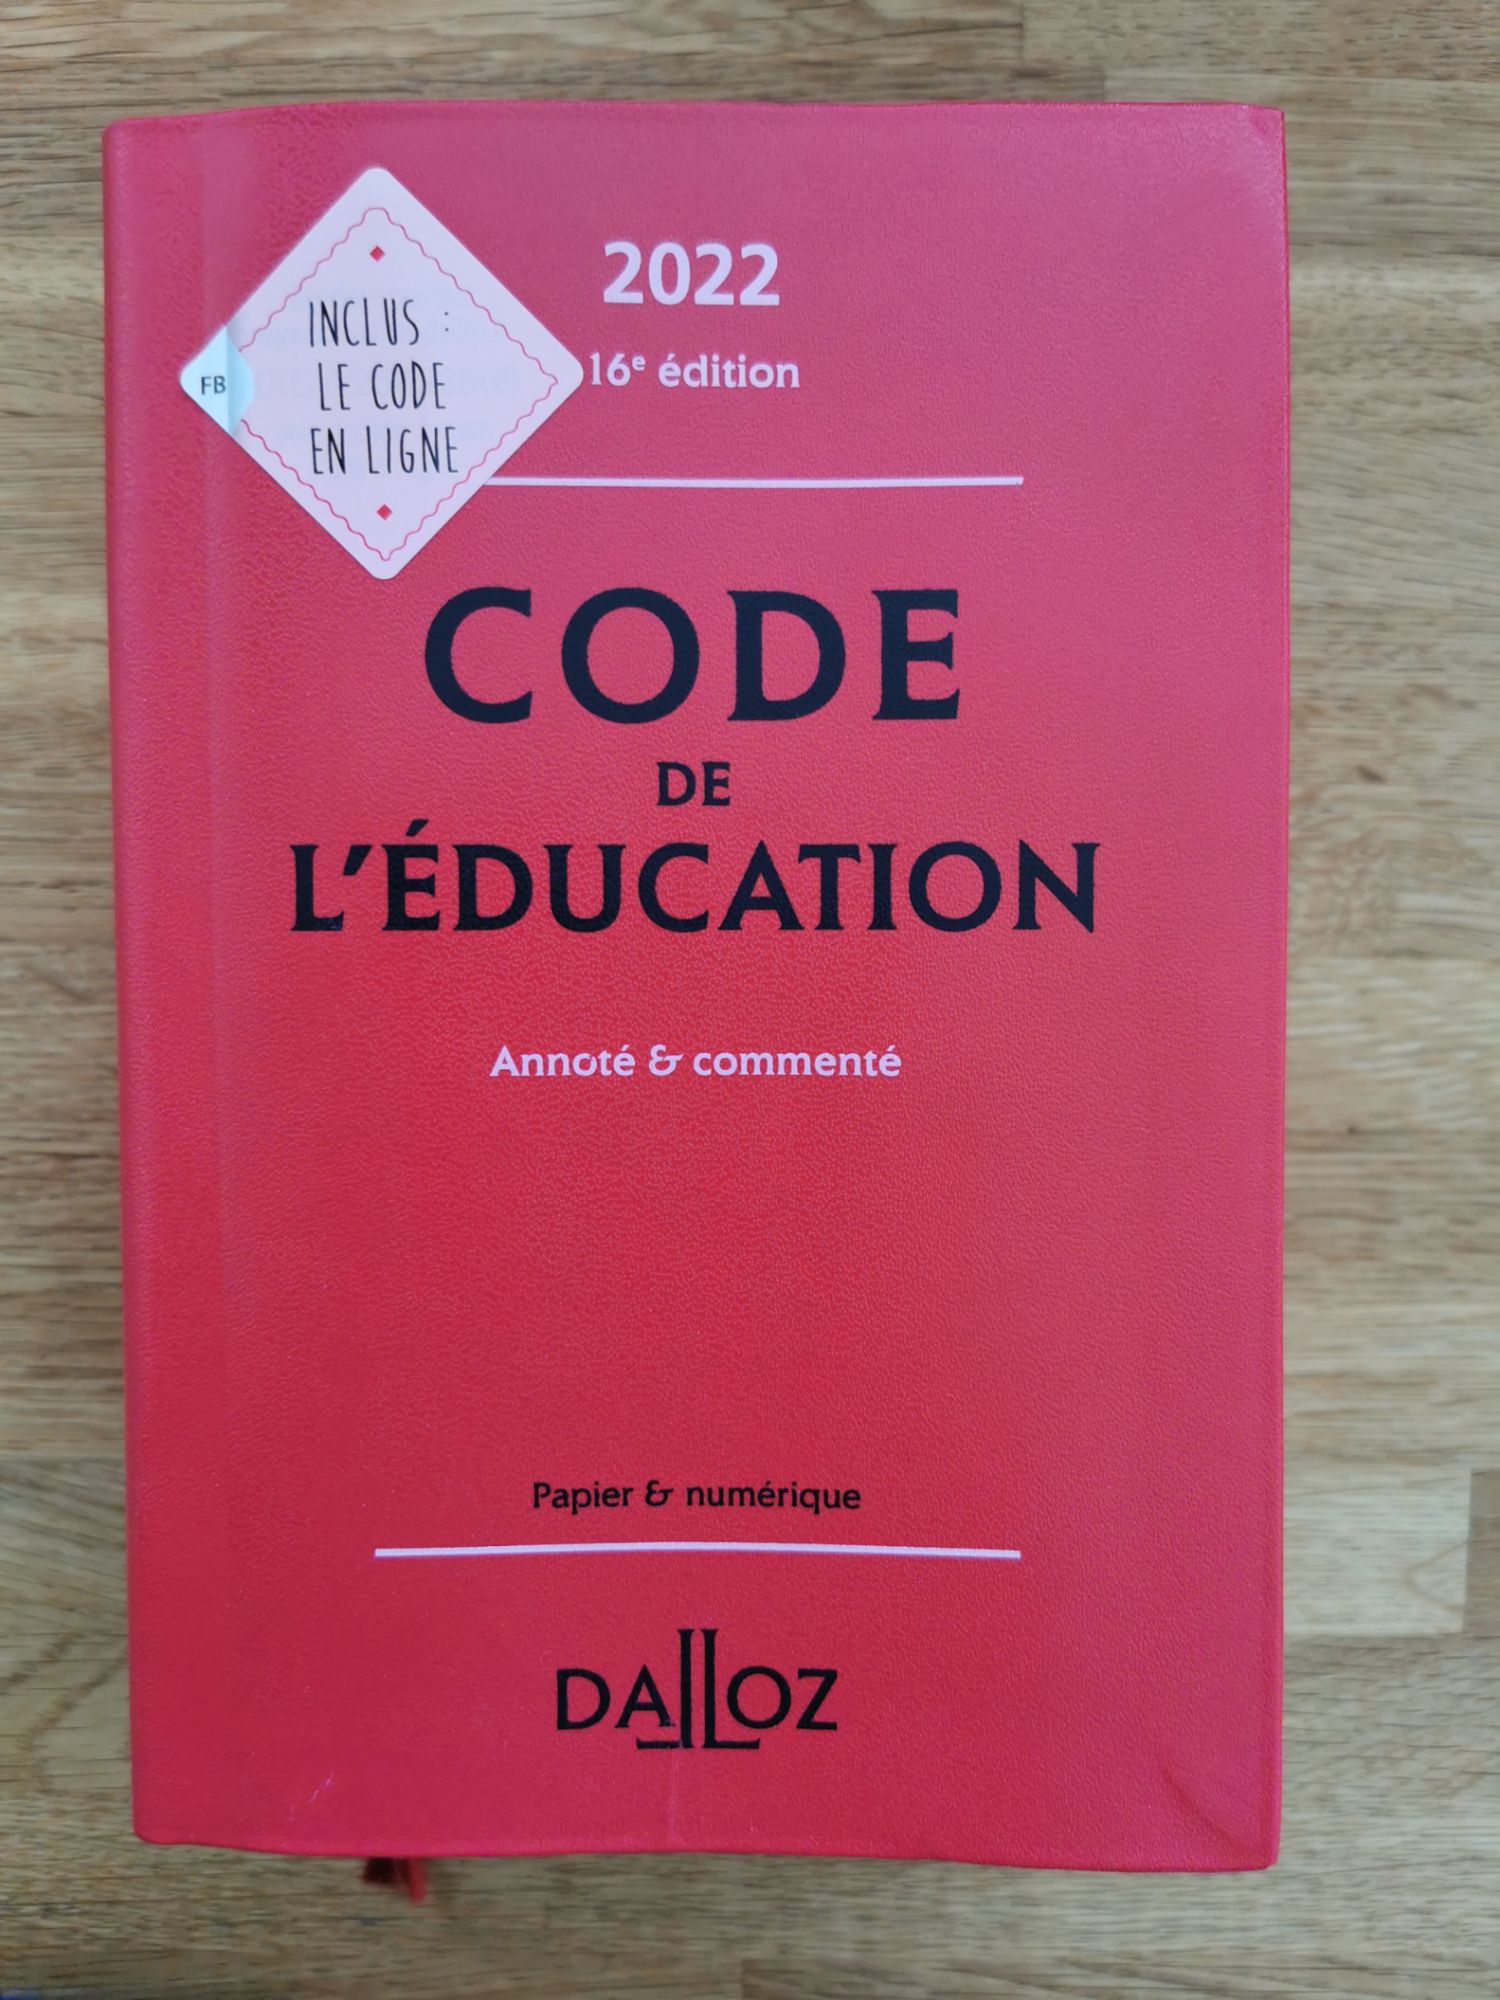 2022
16e édition
INCLUS :
LE CODE
EN LIGNE
FB
CODE
DE
L'ÉDUCATION
Annoté & commenté
Papier & numérique
DALLOZ